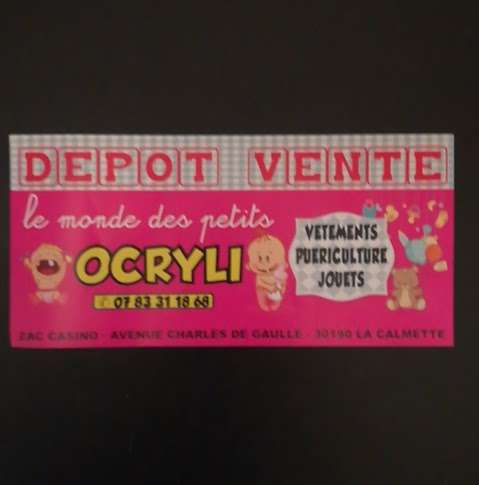 DEPOT VENTE
le monde des petits
OCRYLI
07 83 31 18 68
VETEMENTS
PUERICULTURE
JOUETS
ZAC CASINO - AVENUE CHARLES DE GAULLE - 30190 LA CALMETTE